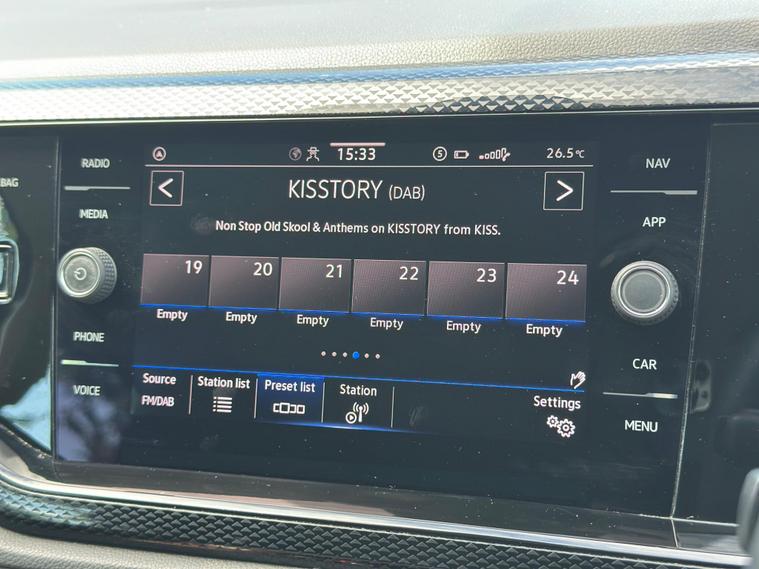 BAG
RADIO
MEDIA
PHONE
VOICE
15:33
5
26.5°C
< KISSTORY (DAB) >
Non Stop Old Skool & Anthems on KISSTORY from KISS.
19 20 21 22 23 24
Empty Empty Empty Empty Empty Empty
Source Station list Preset list Station
FM/DAB
Settings
NAV
APP
CAR
MENU